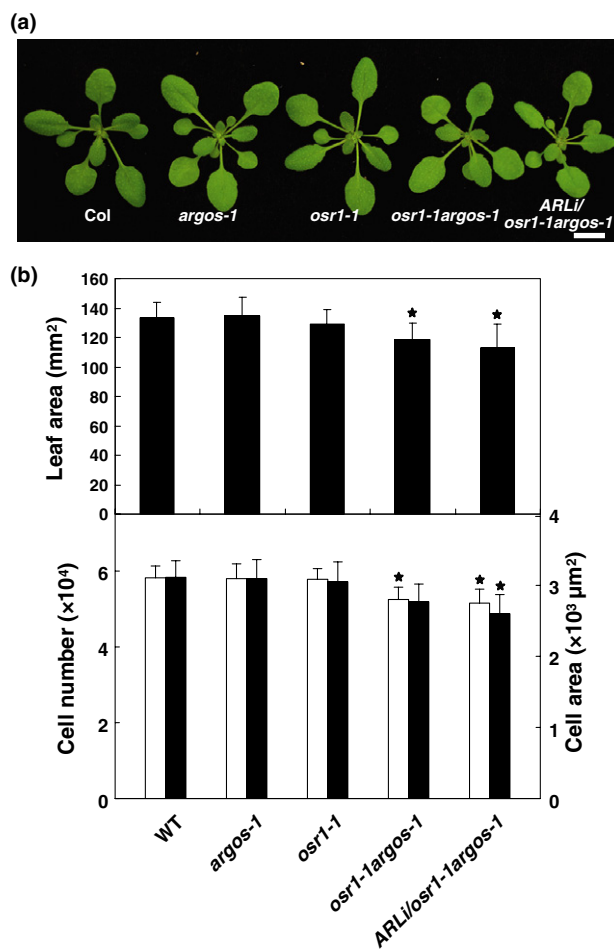 (a)
Col
argos-1
osr1-1
osr1-1argos-1
ARLi/
osr1-1argos-1
(b)
Leaf area (mm²)
160
140
120
100
80
60
40
20
0
Cell number (×10⁴)
6
4
2
0
Cell area (×10³ µm²)
4
3
2
1
0
WT
argos-1
osr1-1
osr1-1argos-1
ARLi/osr1-1argos-1